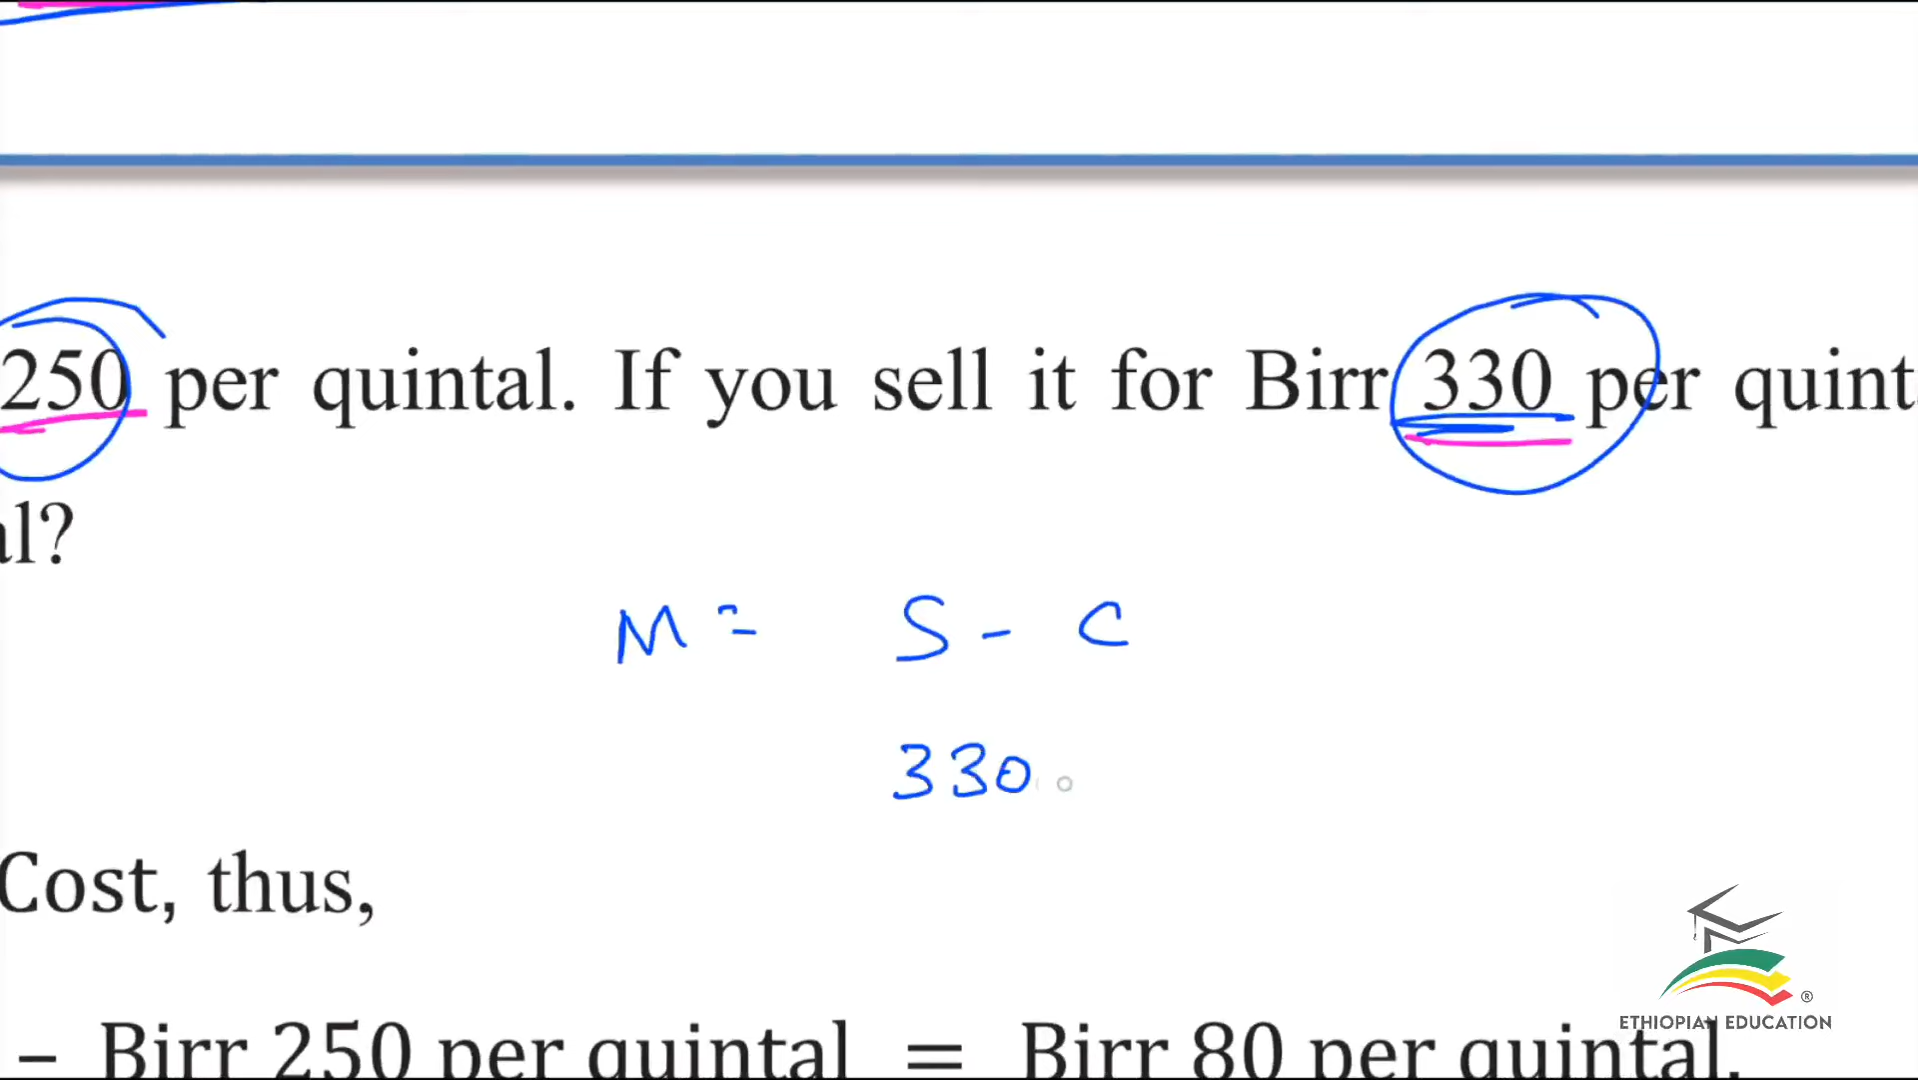 250 per quintal. If you sell it for Birr 330 per quint
al?
M = S - C
330
Cost, thus,
– Birr 250 per quintal = Birr 80 per quintal.
®
ETHIOPIAN EDUCATION